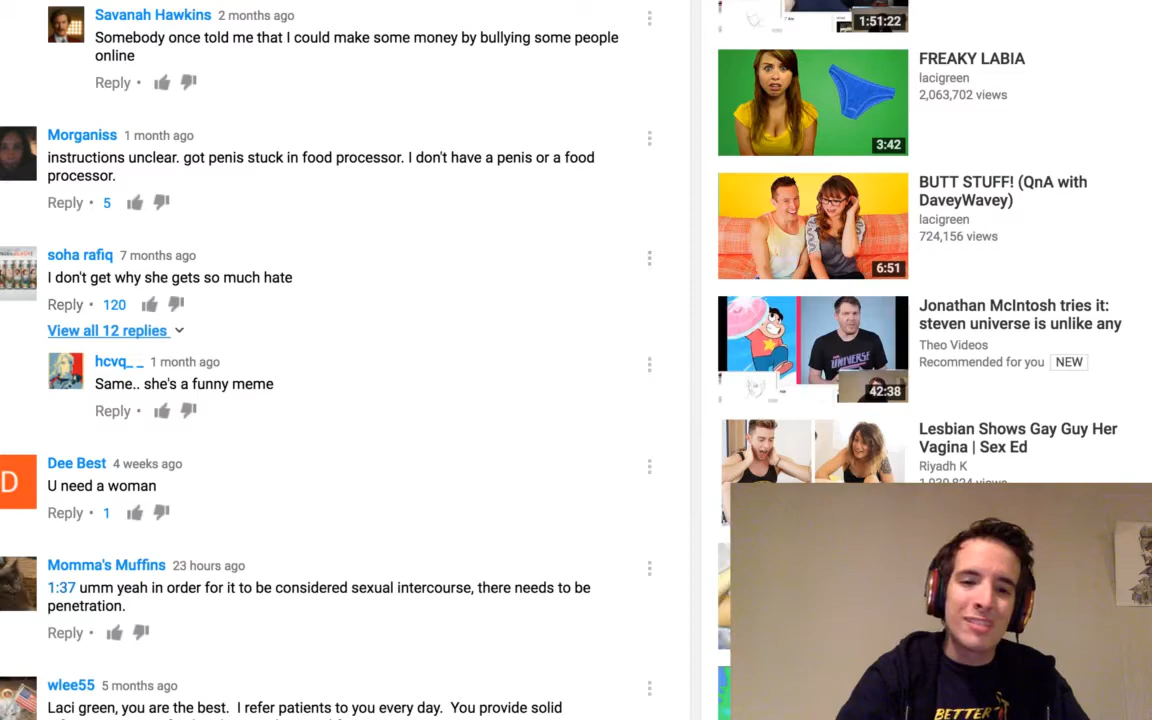 Savanah Hawkins 2 months ago
Somebody once told me that I could make some money by bullying some people
online
Reply •
Morganiss 1 month ago
instructions unclear. got penis stuck in food processor. I don't have a penis or a food
processor.
Reply • 5
soha rafiq 7 months ago
I don't get why she gets so much hate
Reply • 120
View all 12 replies
hcvq_ _ 1 month ago
Same.. she's a funny meme
Reply •
D
Dee Best 4 weeks ago
U need a woman
Reply • 1
Momma's Muffins 23 hours ago
1:37 umm yeah in order for it to be considered sexual intercourse, there needs to be
penetration.
Reply •
wlee55 5 months ago
Laci green, you are the best. I refer patients to you every day. You provide solid
1:51:22
FREAKY LABIA
lacigreen
2,063,702 views
3:42
BUTT STUFF! (QnA with
DaveyWavey)
lacigreen
724,156 views
6:51
Jonathan McIntosh tries it:
steven universe is unlike any
Theo Videos
Recommended for you NEW
UNIVERSE
42:38
Lesbian Shows Gay Guy Her
Vagina | Sex Ed
Riyadh K
1,939,824 views
BETTER